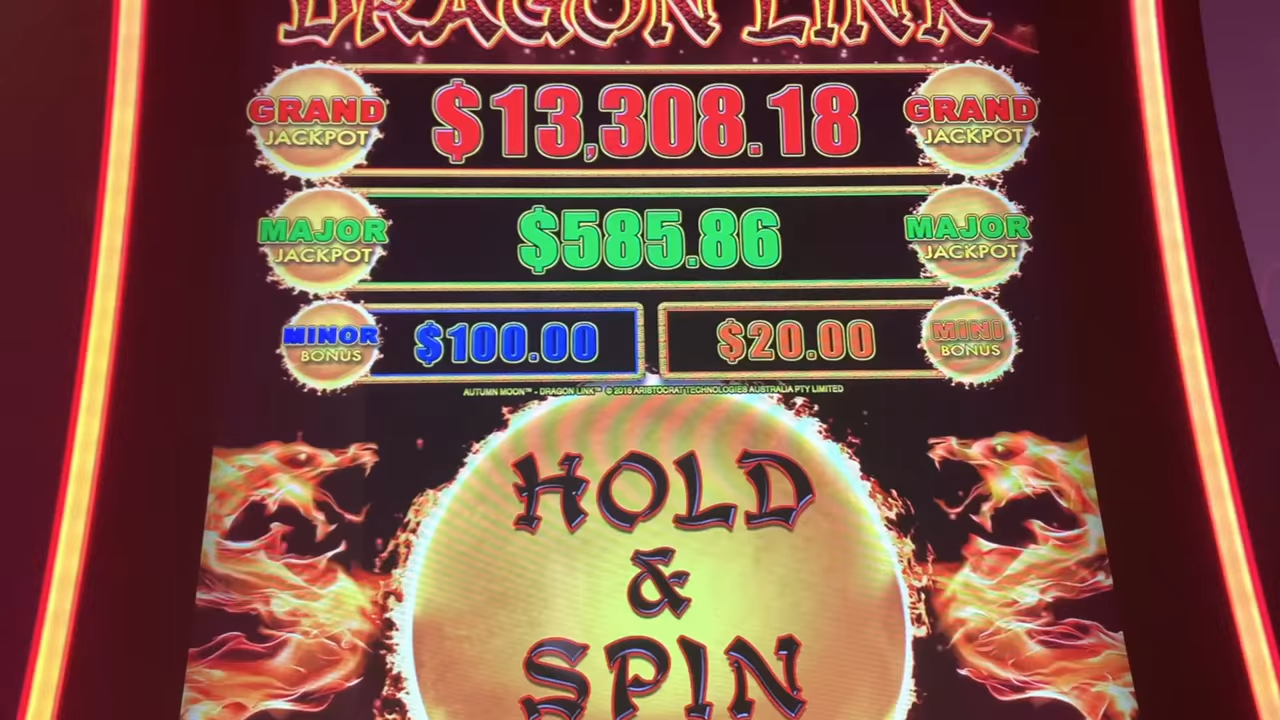 DRAGON LINK
GRAND JACKPOT $13,308.18 GRAND JACKPOT
MAJOR JACKPOT $585.86 MAJOR JACKPOT
MINOR BONUS $100.00 $20.00 MINI BONUS
AUTUMN MOON™ - DRAGON LINK™ © 2016 ARISTOCRAT TECHNOLOGIES AUSTRALIA PTY LIMITED
HOLD
&
SPIN